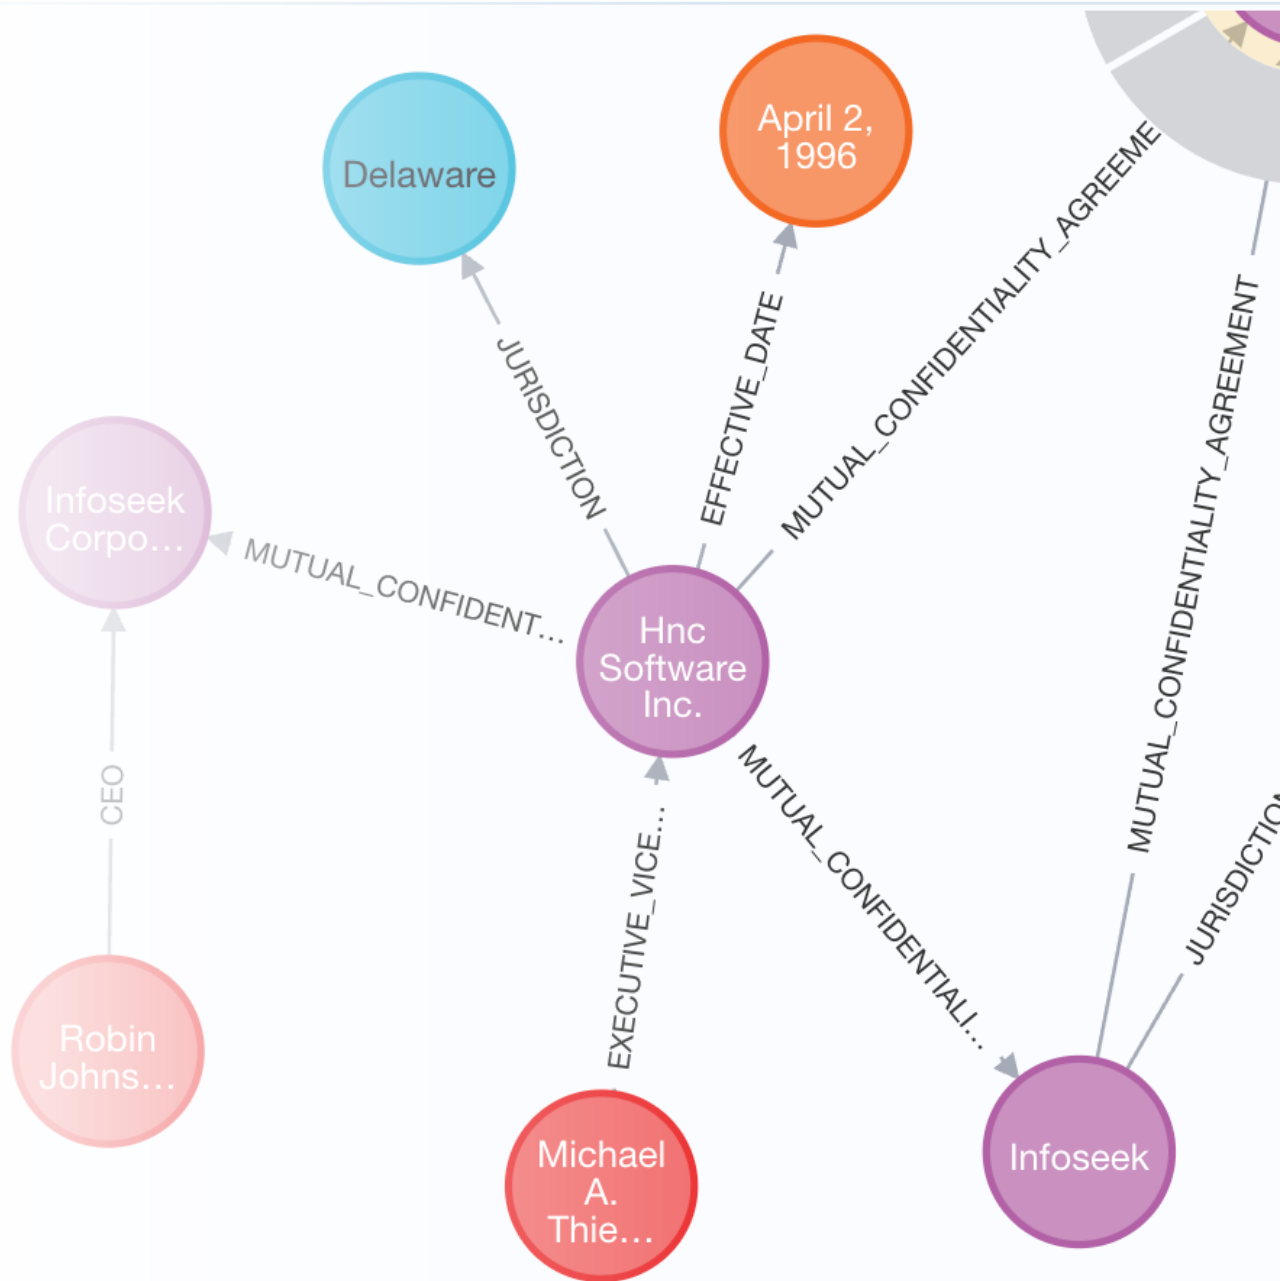 April 2,
1996
Delaware
MUTUAL_CONFIDENTIALITY_AGREEME
EFFECTIVE_DATE
JURISDICTION
MUTUAL_CONFIDENTIALITY_AGREEMENT
Infoseek
Corpo...
MUTUAL_CONFIDENT...
Hnc
Software
Inc.
CEO
EXECUTIVE_VICE...
MUTUAL_CONFIDENTIALI...
JURISDICTION
Robin
Johns...
Michael
A.
Thie...
Infoseek